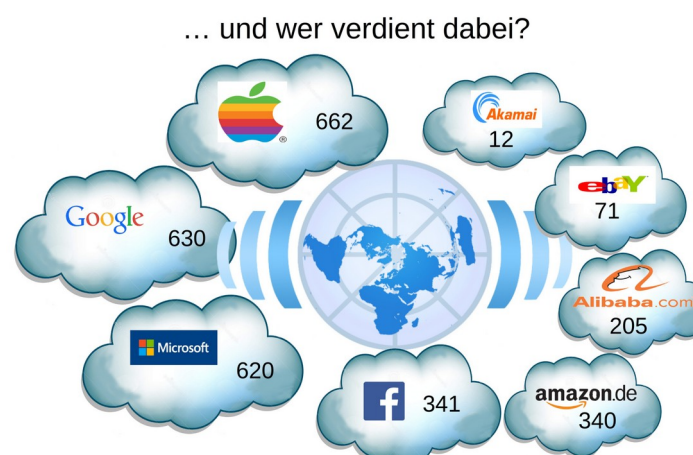 … und wer verdient dabei?
®
662
Akamai
12
Google
630
ebaY
71
Alibaba.com
205
Microsoft
620
f
341
amazon.de
340